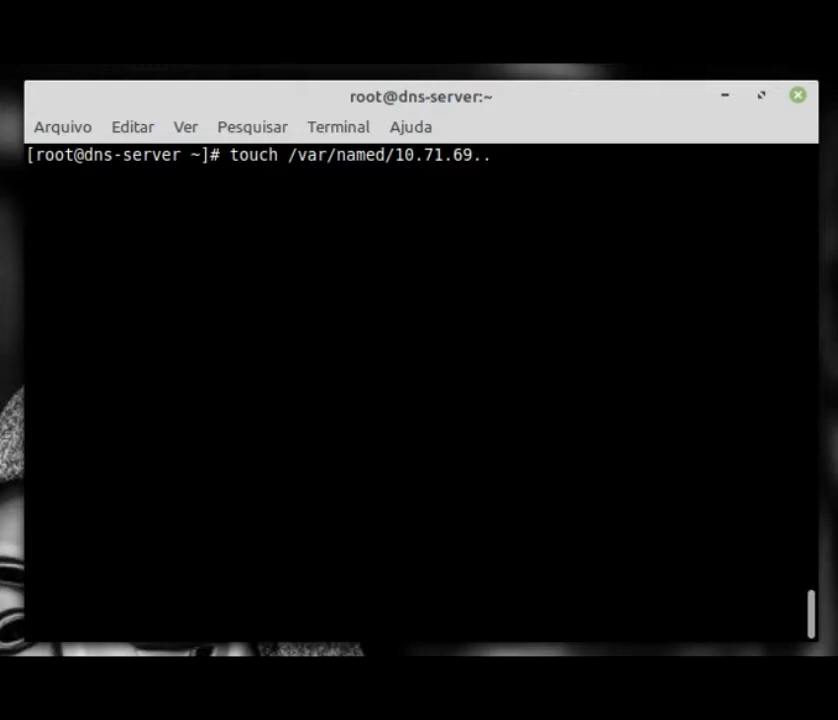 root@dns-server:~
Arquivo Editar Ver Pesquisar Terminal Ajuda
[root@dns-server ~]# touch /var/named/10.71.69..